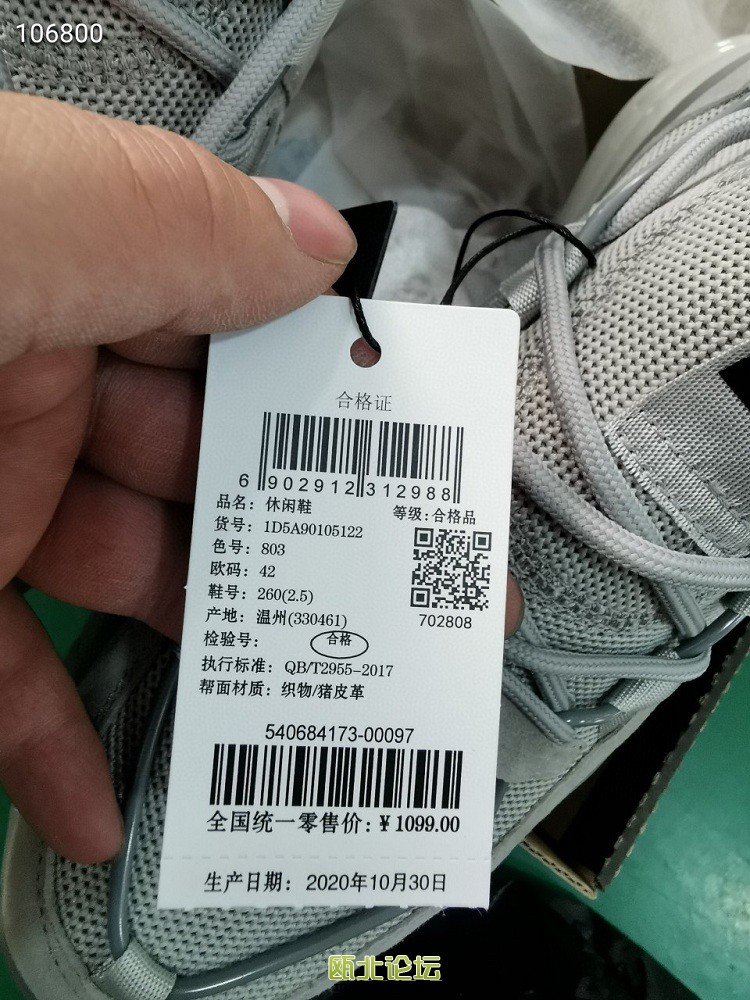 106800
合格证
6 902912 312988
品名: 休闲鞋
等级:合格品
货号: 1D5A90105122
色号: 803
欧码: 42
鞋号: 260(2.5)
702808
产地: 温州(330461)
检验号: 合格
执行标准: QB/T2955-2017
帮面材质: 织物/猪皮革
540684173-00097
全国统一零售价: ¥1099.00
生产日期: 2020年10月30日
瓯北论坛